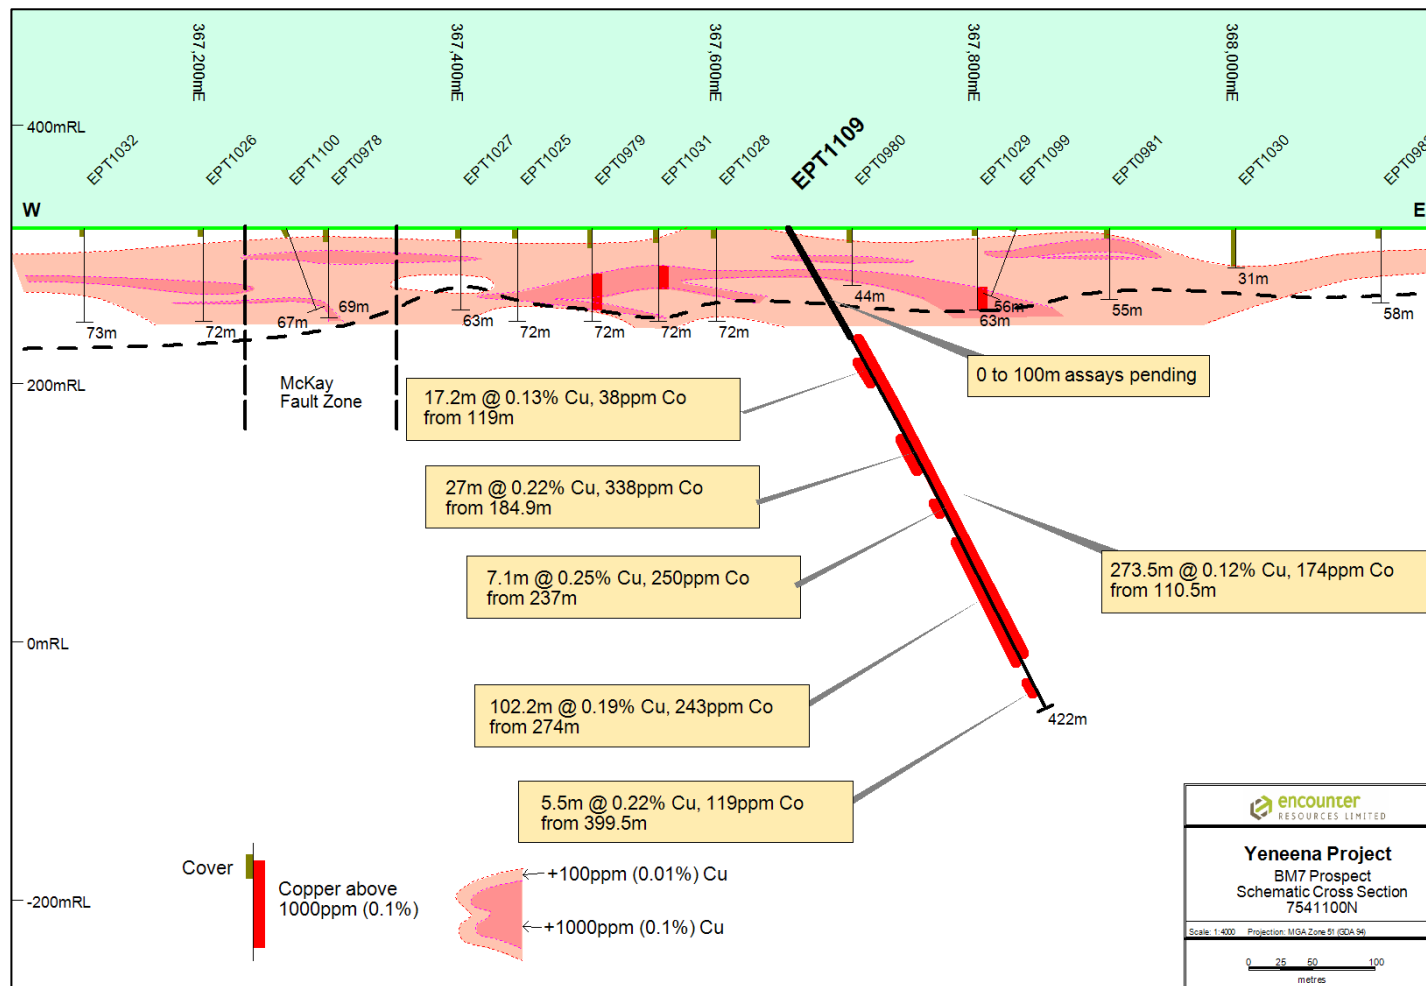 367,200mE
367,400mE
367,600mE
367,800mE
368,000mE
400mRL
EPT1032
EPT1026
EPT1100
EPT0978
EPT1027
EPT1025
EPT0979
EPT1031
EPT1028
EPT1109
EPT0980
EPT1029
EPT1099
EPT0981
EPT1030
W
E
73m
72m
67m
69m
63m
72m
72m
72m
72m
44m
63m
56m
55m
31m
58m
200mRL
McKay
Fault Zone
0 to 100m assays pending
17.2m @ 0.13% Cu, 38ppm Co
from 119m
27m @ 0.22% Cu, 338ppm Co
from 184.9m
7.1m @ 0.25% Cu, 250ppm Co
from 237m
273.5m @ 0.12% Cu, 174ppm Co
from 110.5m
0mRL
102.2m @ 0.19% Cu, 243ppm Co
from 274m
422m
5.5m @ 0.22% Cu, 119ppm Co
from 399.5m
Cover
Copper above
1000ppm (0.1%)
+100ppm (0.01%) Cu
+1000ppm (0.1%) Cu
-200mRL
encounter
RESOURCES LIMITED
Yeneena Project
BM7 Prospect
Schematic Cross Section
7541100N
Scale: 1:4000 Projection: MGA Zone 51 (GDA 94)
0 25 50 100
metres